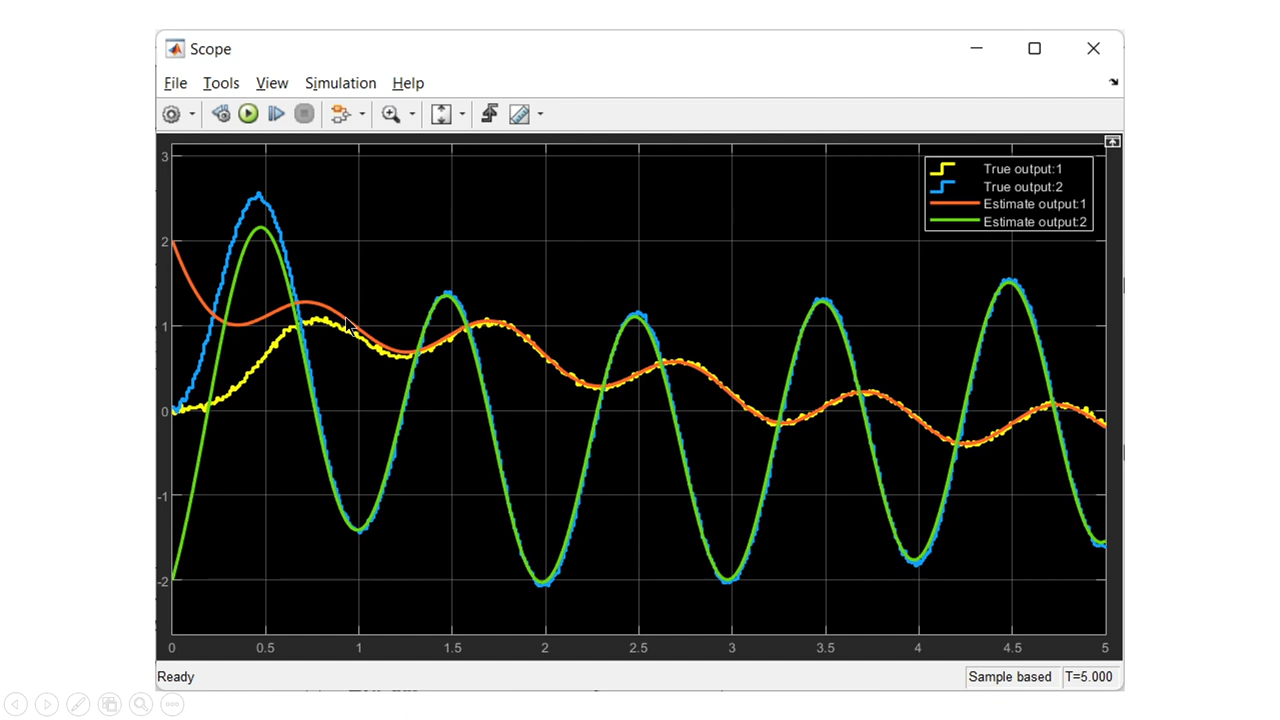 Scope
File Tools View Simulation Help
True output:1
True output:2
Estimate output:1
Estimate output:2
3
2
1
0
-1
-2
0 0.5 1 1.5 2 2.5 3 3.5 4 4.5 5
Ready Sample based T=5.000